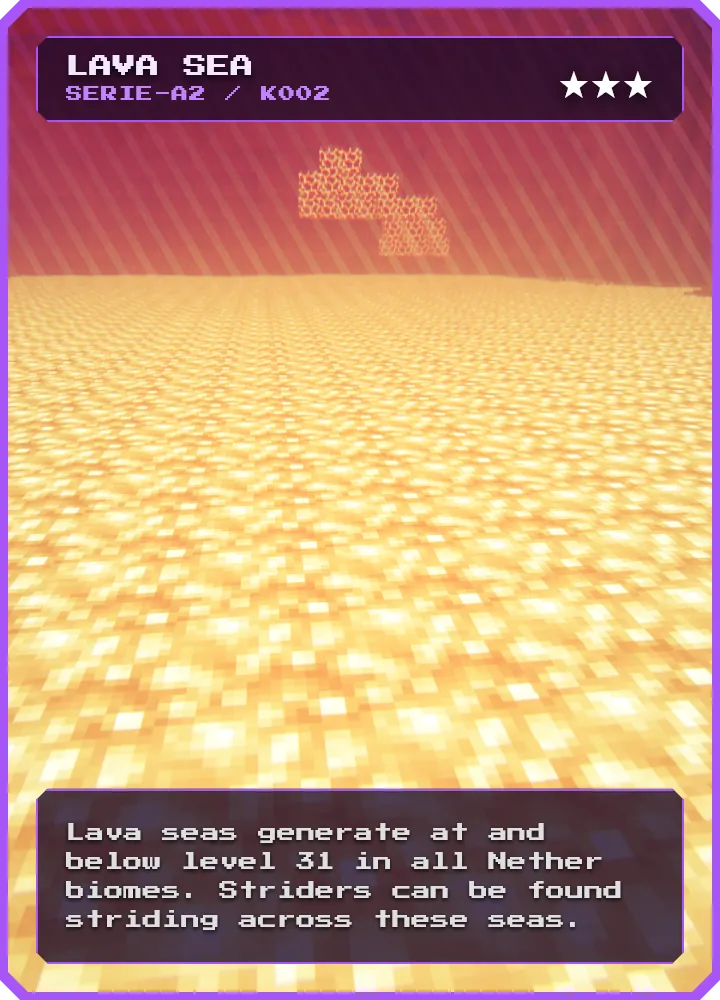 LAVA SEA
SERIE-A2 / K002
★★★
Lava seas generate at and
below level 31 in all Nether
biomes. Striders can be found
striding across these seas.